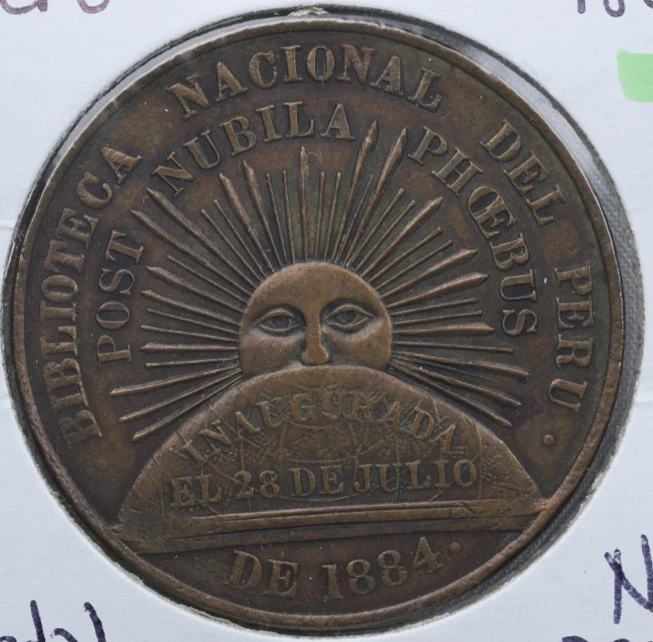 BIBLIOTECA NACIONAL DEL PERU.
POST NUBILA PHŒBUS
INAUGURADA
EL 28 DE JULIO
DE 1884.